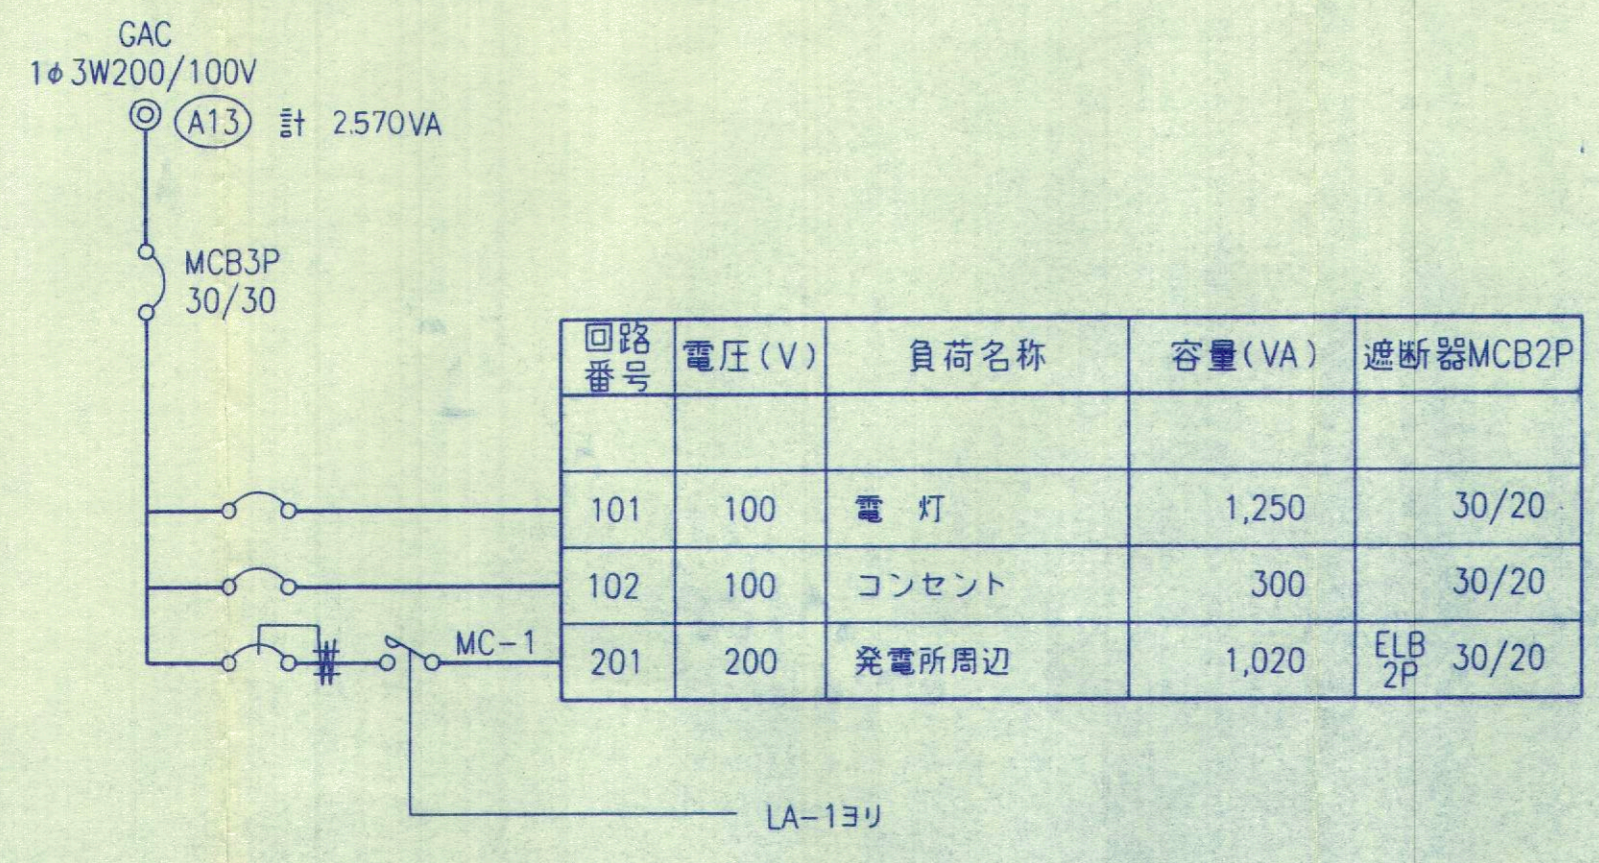 GAC
1φ3W200/100V
A13 計 2.570VA
MCB3P
30/30
回路番号 電圧(V) 負荷名称 容量(VA) 遮断器MCB2P
101 100 電灯 1,250 30/20
102 100 コンセント 300 30/20
MC-1 201 200 発電所周辺 1,020 ELB 2P 30/20
LA-1ヨリ